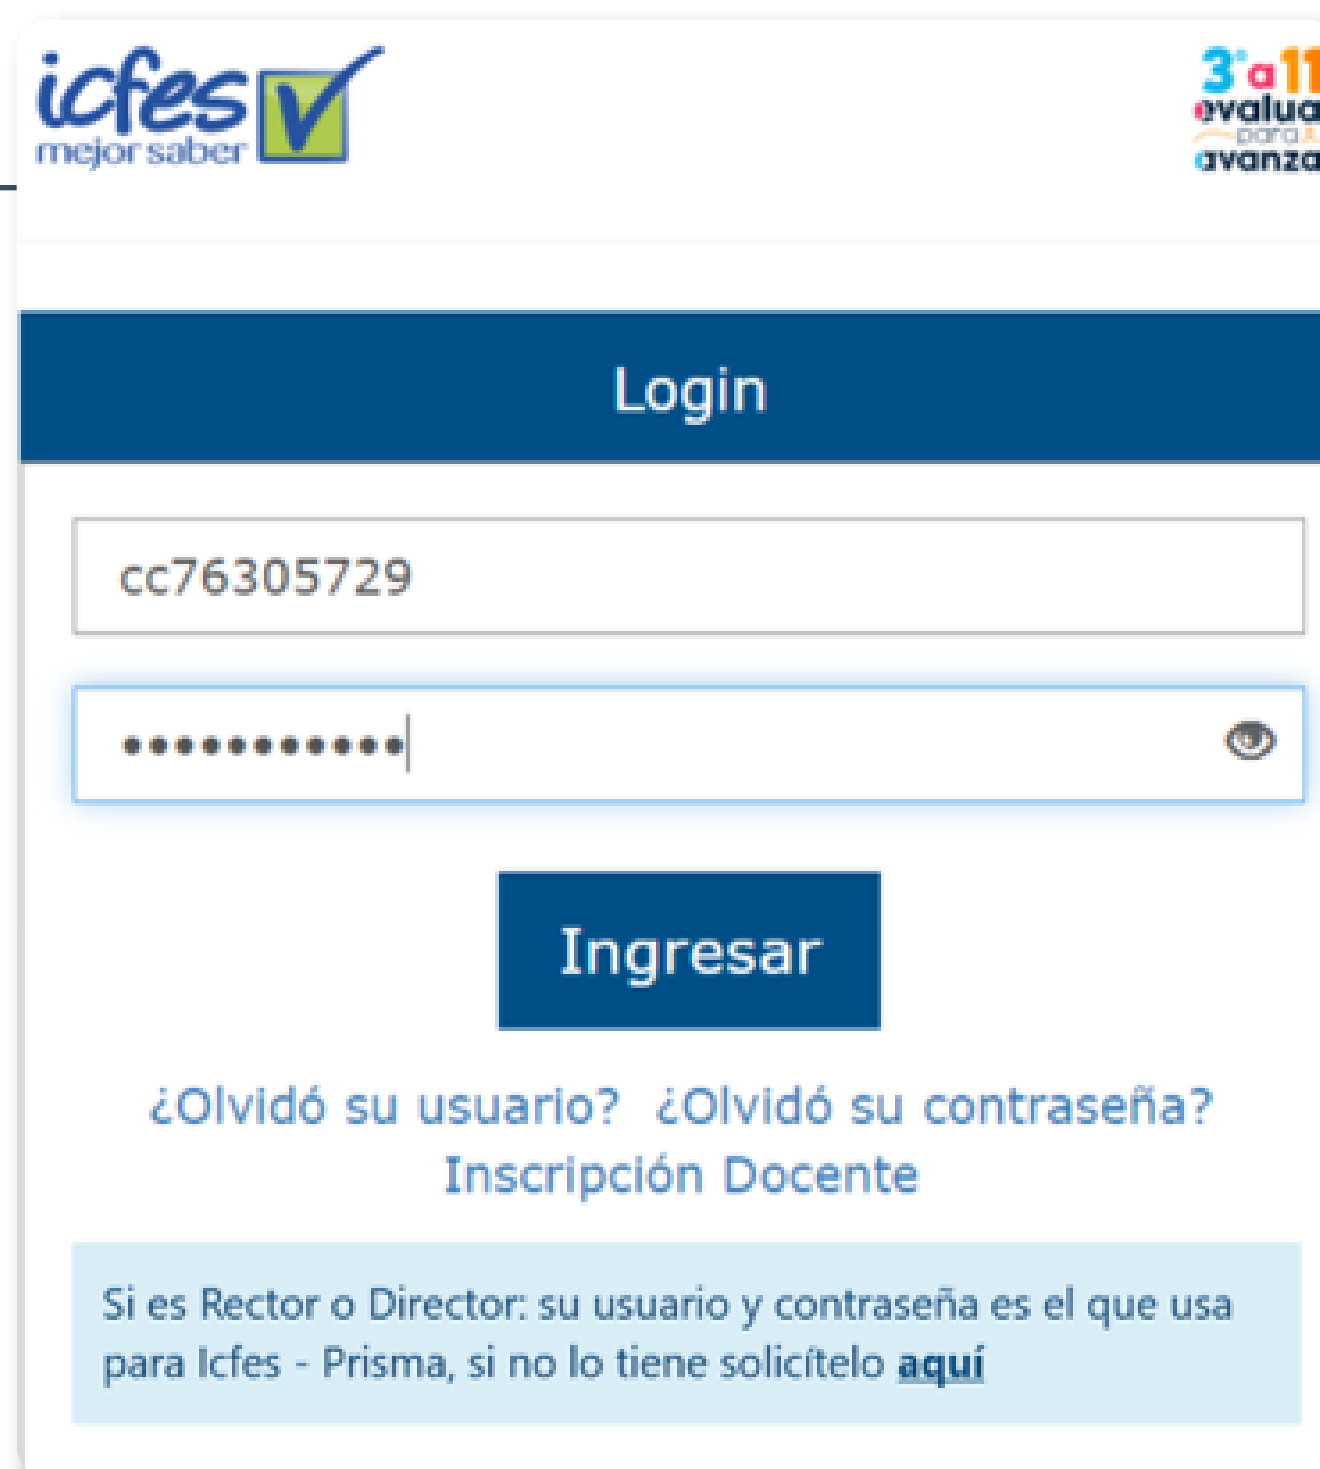 icfes
mejor saber
3° a 11
evalua
para
avanza
Login
cc76305729
•••••••••••
Ingresar
¿Olvidó su usuario? ¿Olvidó su contraseña?
Inscripción Docente
Si es Rector o Director: su usuario y contraseña es el que usa
para Icfes - Prisma, si no lo tiene solicítelo aquí